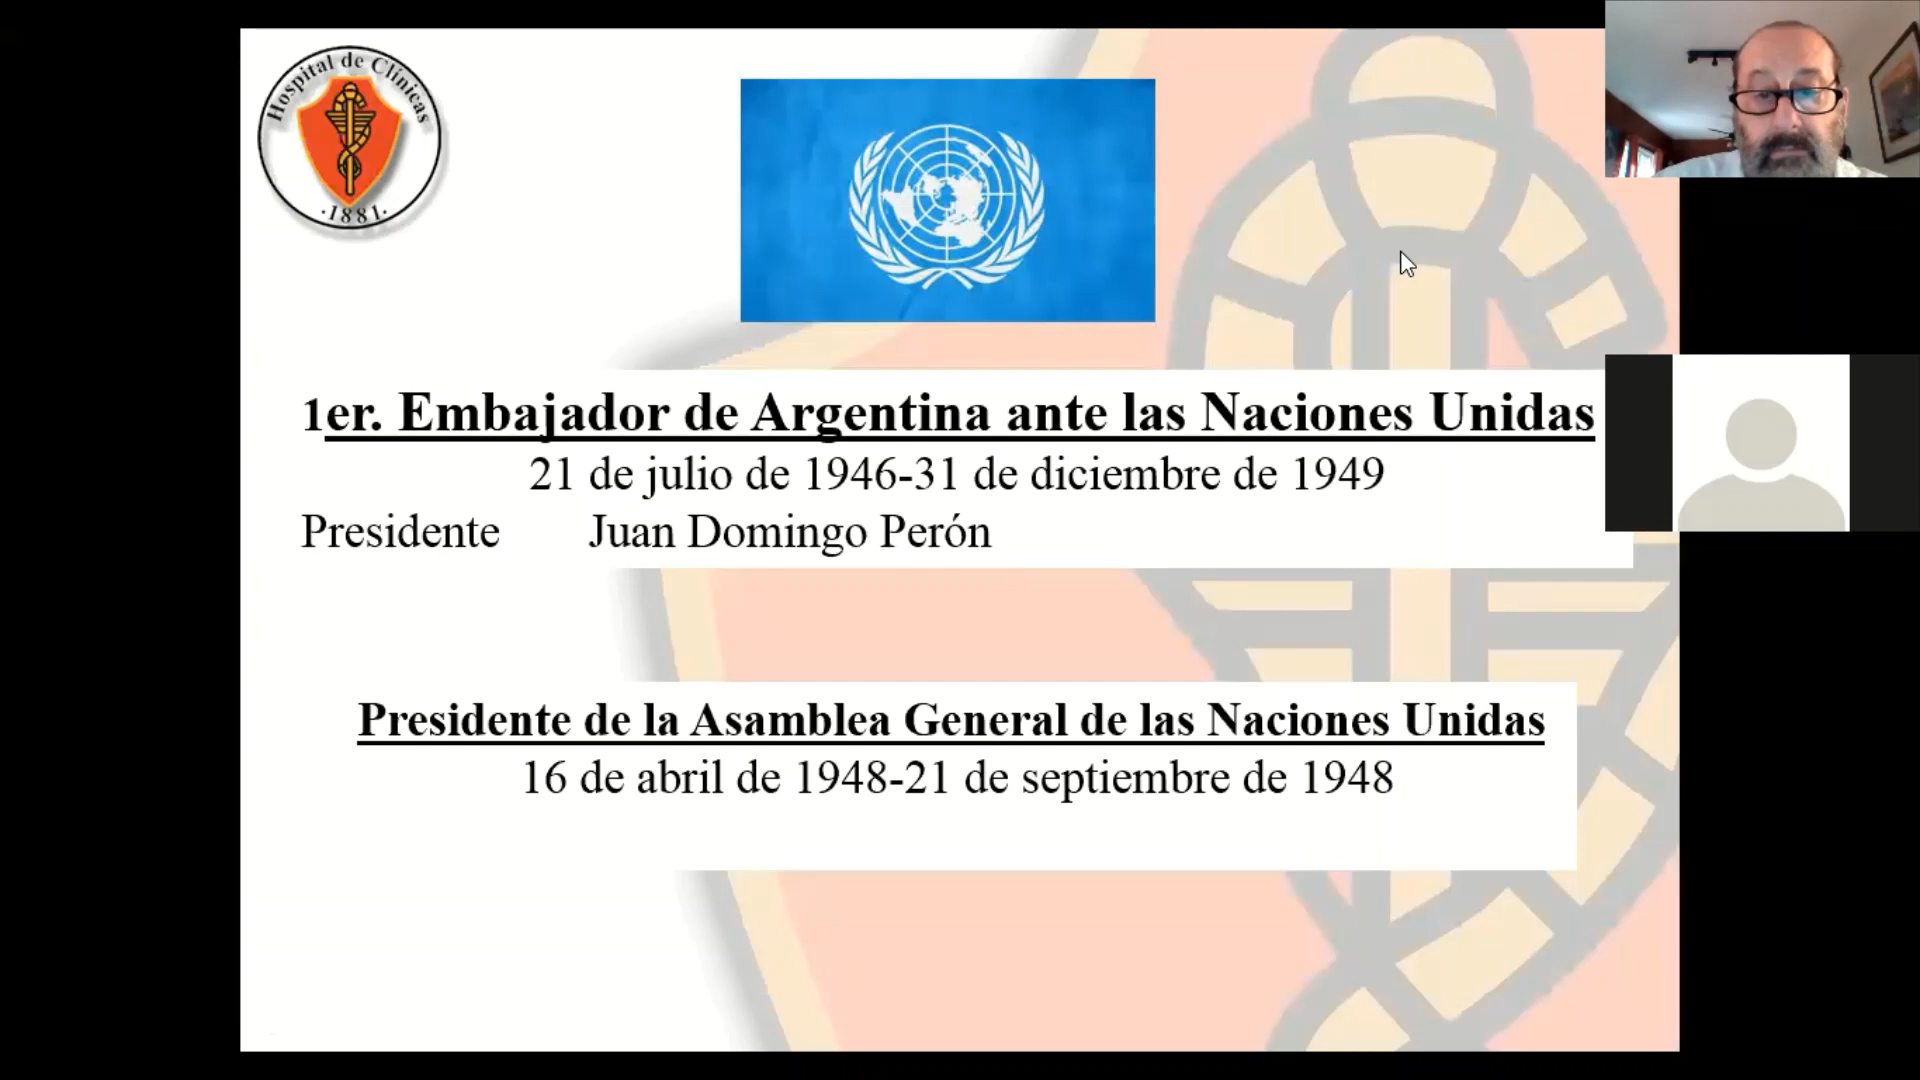 Hospital de Clínicas
·1881·
1er. Embajador de Argentina ante las Naciones Unidas
21 de julio de 1946-31 de diciembre de 1949
Presidente Juan Domingo Perón
Presidente de la Asamblea General de las Naciones Unidas
16 de abril de 1948-21 de septiembre de 1948